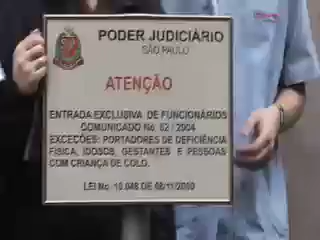 PODER JUDICIÁRIO
SÃO PAULO
ATENÇÃO
ENTRADA EXCLUSIVA DE FUNCIONÁRIOS
COMUNICADO No. 62 / 2004
EXCEÇÕES: PORTADORES DE DEFICIÊNCIA
FÍSICA, IDOSOS, GESTANTES E PESSOAS
COM CRIANÇA DE COLO.
LEI No. 10.048 DE 08/11/2000